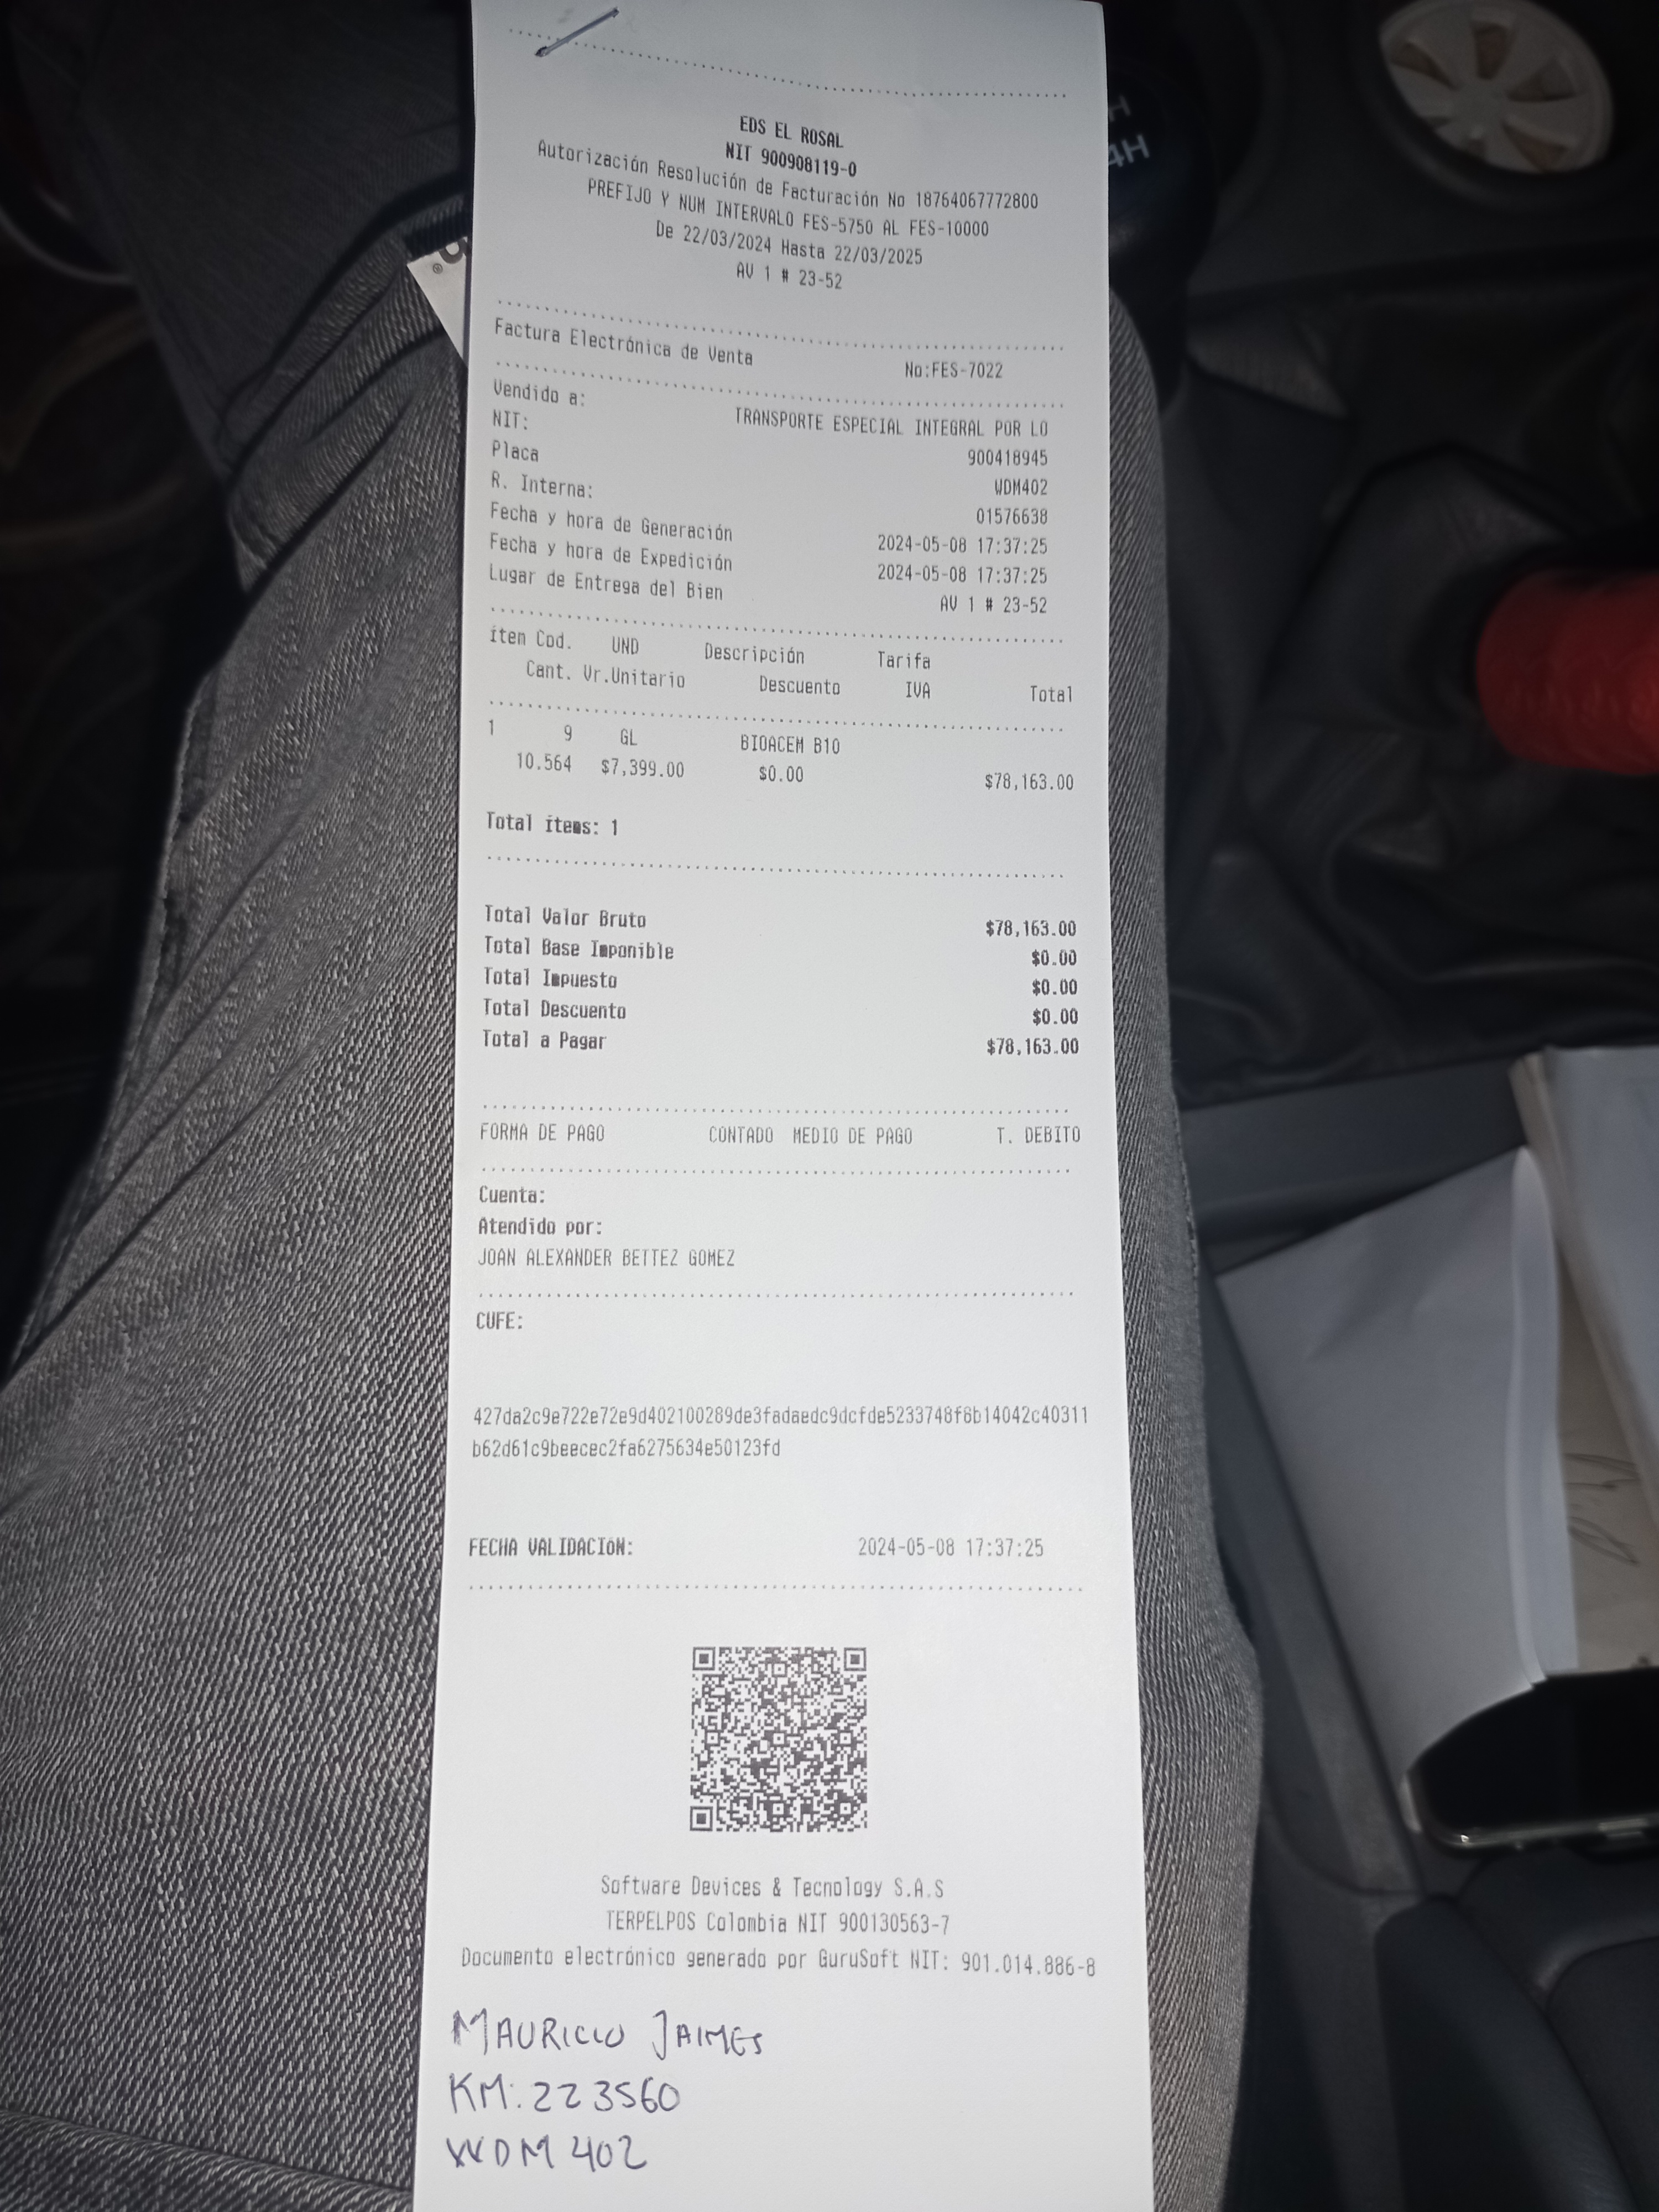 EDS EL ROSAL
NIT 900908119-0
Autorización Resolución de Facturación No 18764067772800
PREFIJO Y NUM INTERVALO FES-5750 AL FES-10000
De 22/03/2024 Hasta 22/03/2025
AV 1 # 23-52
Factura Electrónica de Venta No:FES-7022
Vendido a: TRANSPORTE ESPECIAL INTEGRAL POR LO
NIT: 900418945
Placa WDM402
R. Interna: 01576638
Fecha y hora de Generación 2024-05-08 17:37:25
Fecha y hora de Expedición 2024-05-08 17:37:25
Lugar de Entrega del Bien AV 1 # 23-52
ítem Cod. UND Descripción Tarifa
Cant. Vr.Unitario Descuento IVA Total
1 9 GL BIOACEM B10
10.564 $7,399.00 $0.00 $78,163.00
Total ítems: 1
Total Valor Bruto $78,163.00
Total Base Imponible $0.00
Total Impuesto $0.00
Total Descuento $0.00
Total a Pagar $78,163.00
FORMA DE PAGO CONTADO MEDIO DE PAGO T. DEBITO
Cuenta:
Atendido por:
JOAN ALEXANDER BETTEZ GOMEZ
CUFE:
427da2c9e722e72e9d402100289de3fadaedc9dcfde5233748f6b14042c40311
b62d61c9beecec2fa6275634e50123fd
FECHA VALIDACIóN: 2024-05-08 17:37:25
Software Devices & Tecnology S.A.S
TERPELPOS Colombia NIT 900130563-7
Documento electrónico generado por GuruSoft NIT: 901.014.886-8
MAURICIO JAIMES
KM: 223560
WDM 402
4H